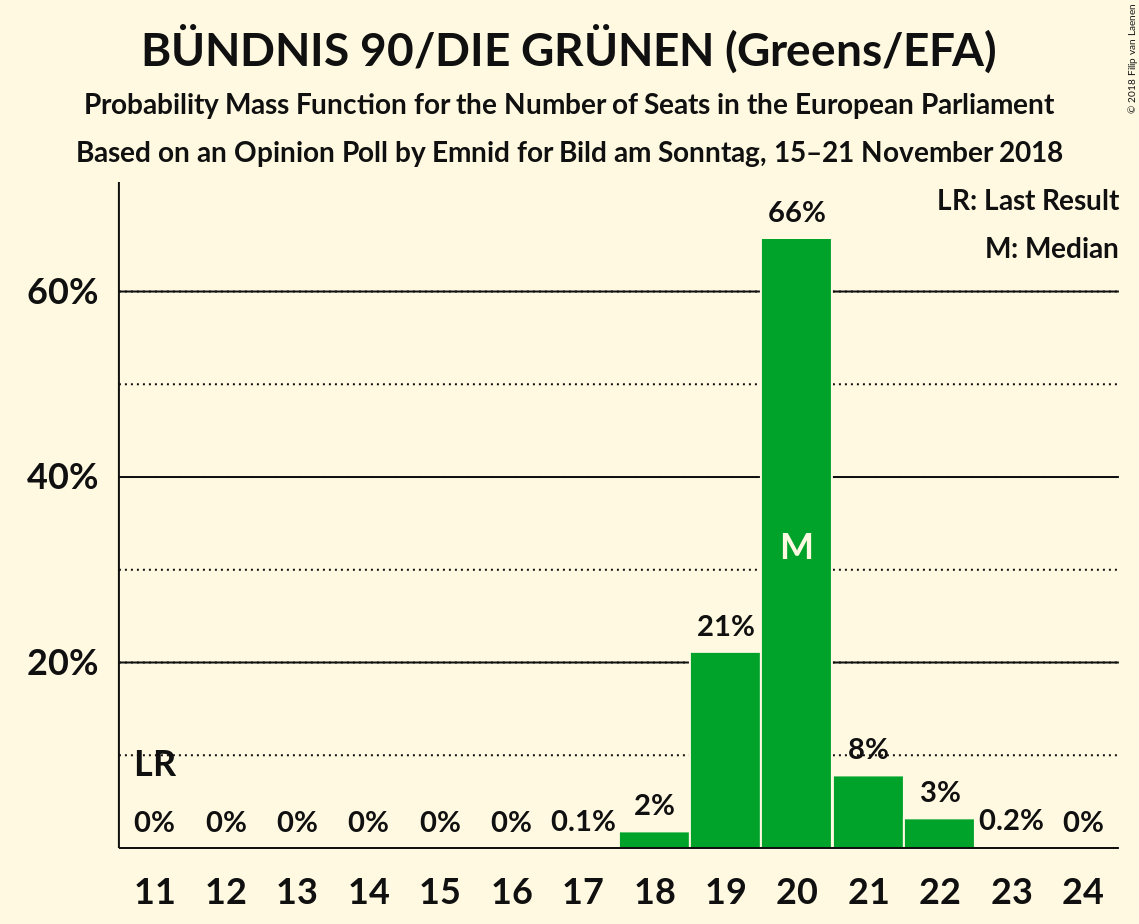 BÜNDNIS 90/DIE GRÜNEN (Greens/EFA)
Probability Mass Function for the Number of Seats in the European Parliament
Based on an Opinion Poll by Emnid for Bild am Sonntag, 15–21 November 2018
© 2018 Filip van Laenen
LR: Last Result
M: Median
66%
60%
40%
M
21%
20%
LR
8%
0% 0% 0% 0% 0% 0% 0.1% 2% 3% 0.2% 0%
11 12 13 14 15 16 17 18 19 20 21 22 23 24